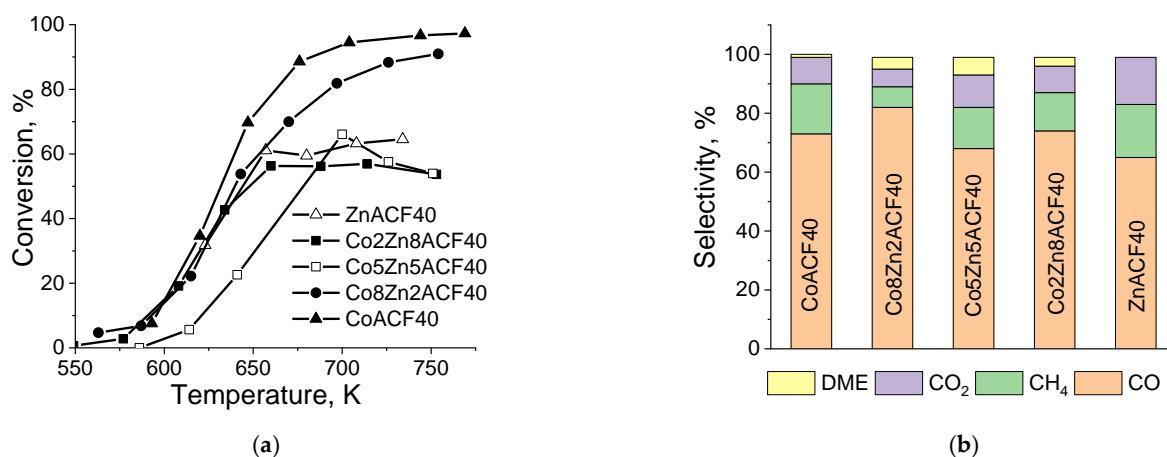 100
80
60
40
20
0
Conversion, %
550
600
650
700
750
Temperature, K
ZnACF40
Co2Zn8ACF40
Co5Zn5ACF40
Co8Zn2ACF40
CoACF40
(a)
100
80
60
40
20
0
Selectivity, %
CoACF40
Co8Zn2ACF40
Co5Zn5ACF40
Co2Zn8ACF40
ZnACF40
DME
CO₂
CH₄
CO
(b)